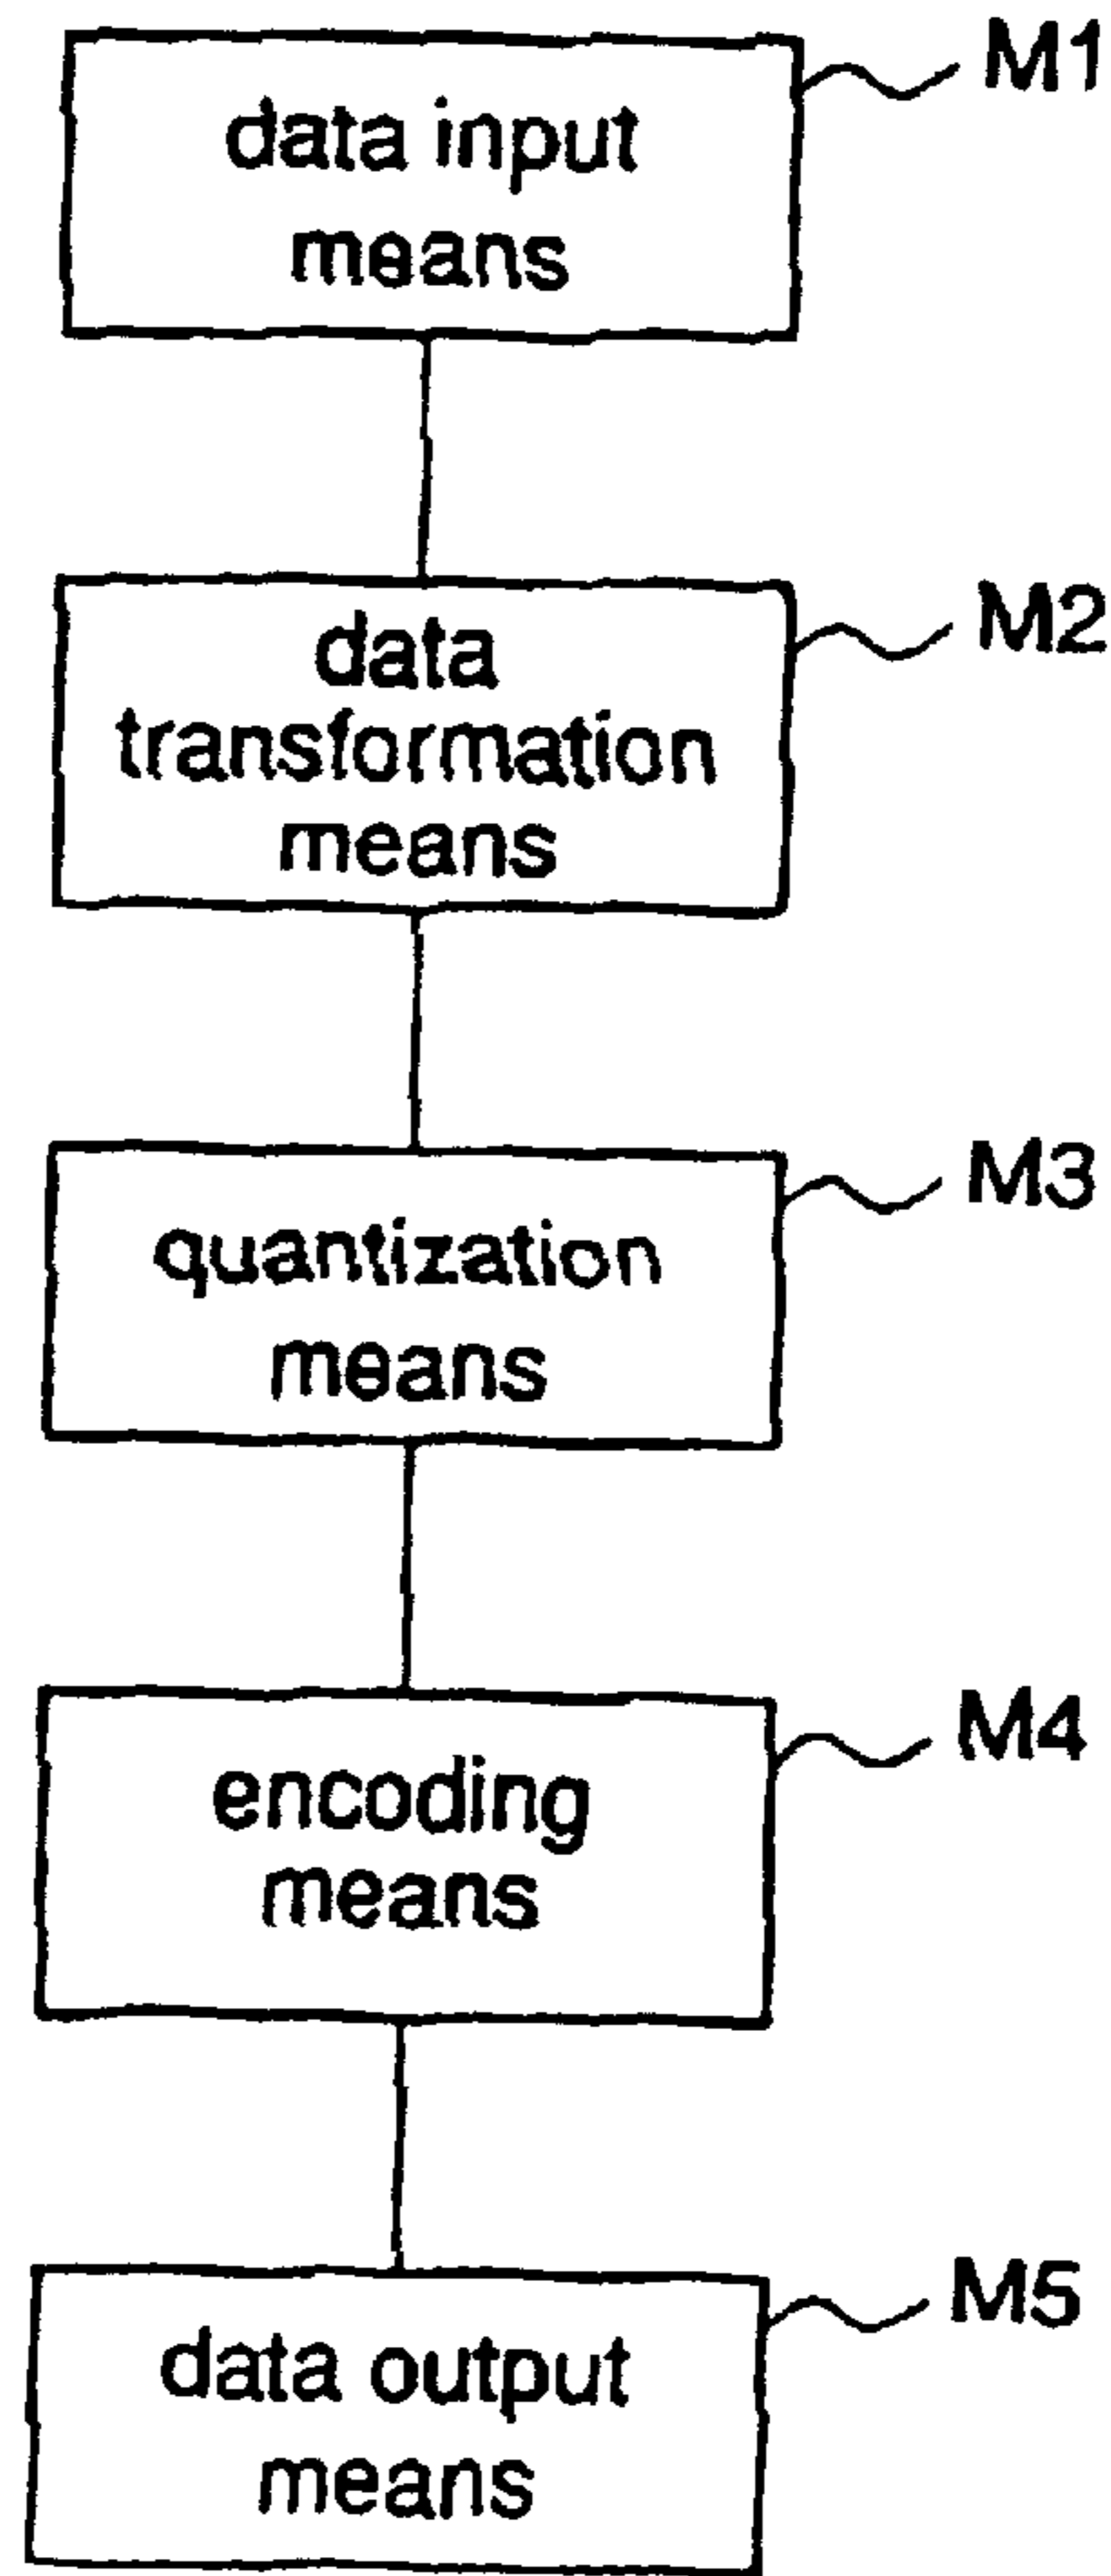 M1
data input
means
M2
data
transformation
means
M3
quantization
means
M4
encoding
means
M5
data output
means